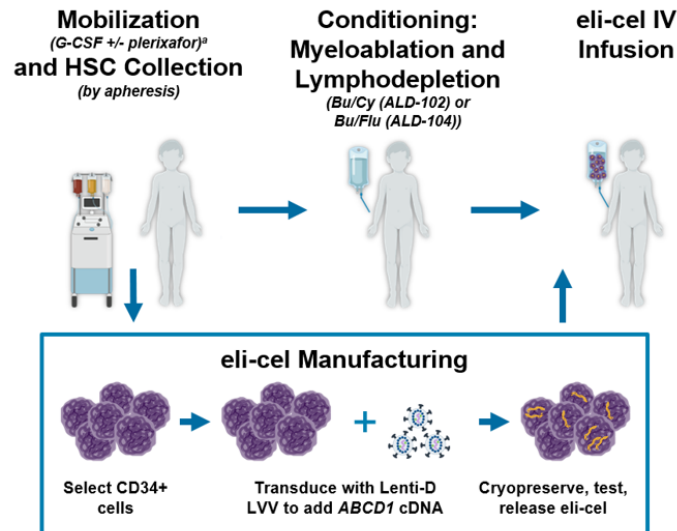 Mobilization
(G-CSF +/- plerixafor)ᵃ
and HSC Collection
(by apheresis)
Conditioning:
Myeloablation and
Lymphodepletion
(Bu/Cy (ALD-102) or
Bu/Flu (ALD-104))
eli-cel IV
Infusion
eli-cel Manufacturing
Select CD34+
cells
+
Transduce with Lenti-D
LVV to add ABCD1 cDNA
Cryopreserve, test,
release eli-cel